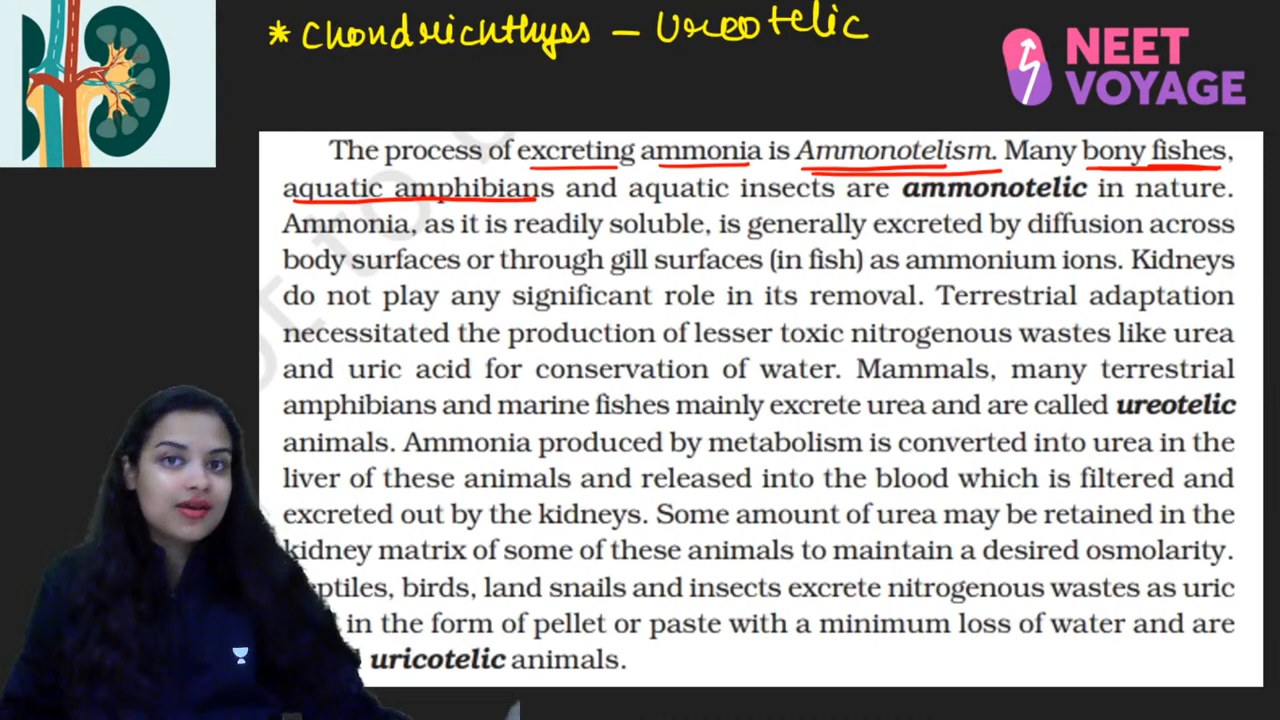 * Chondrichthyes – Ureotelic
NEET
VOYAGE
The process of excreting ammonia is Ammonotelism. Many bony fishes,
aquatic amphibians and aquatic insects are ammonotelic in nature.
Ammonia, as it is readily soluble, is generally excreted by diffusion across
body surfaces or through gill surfaces (in fish) as ammonium ions. Kidneys
do not play any significant role in its removal. Terrestrial adaptation
necessitated the production of lesser toxic nitrogenous wastes like urea
and uric acid for conservation of water. Mammals, many terrestrial
amphibians and marine fishes mainly excrete urea and are called ureotelic
animals. Ammonia produced by metabolism is converted into urea in the
liver of these animals and released into the blood which is filtered and
excreted out by the kidneys. Some amount of urea may be retained in the
kidney matrix of some of these animals to maintain a desired osmolarity.
ptiles, birds, land snails and insects excrete nitrogenous wastes as uric
in the form of pellet or paste with a minimum loss of water and are
uricotelic animals.